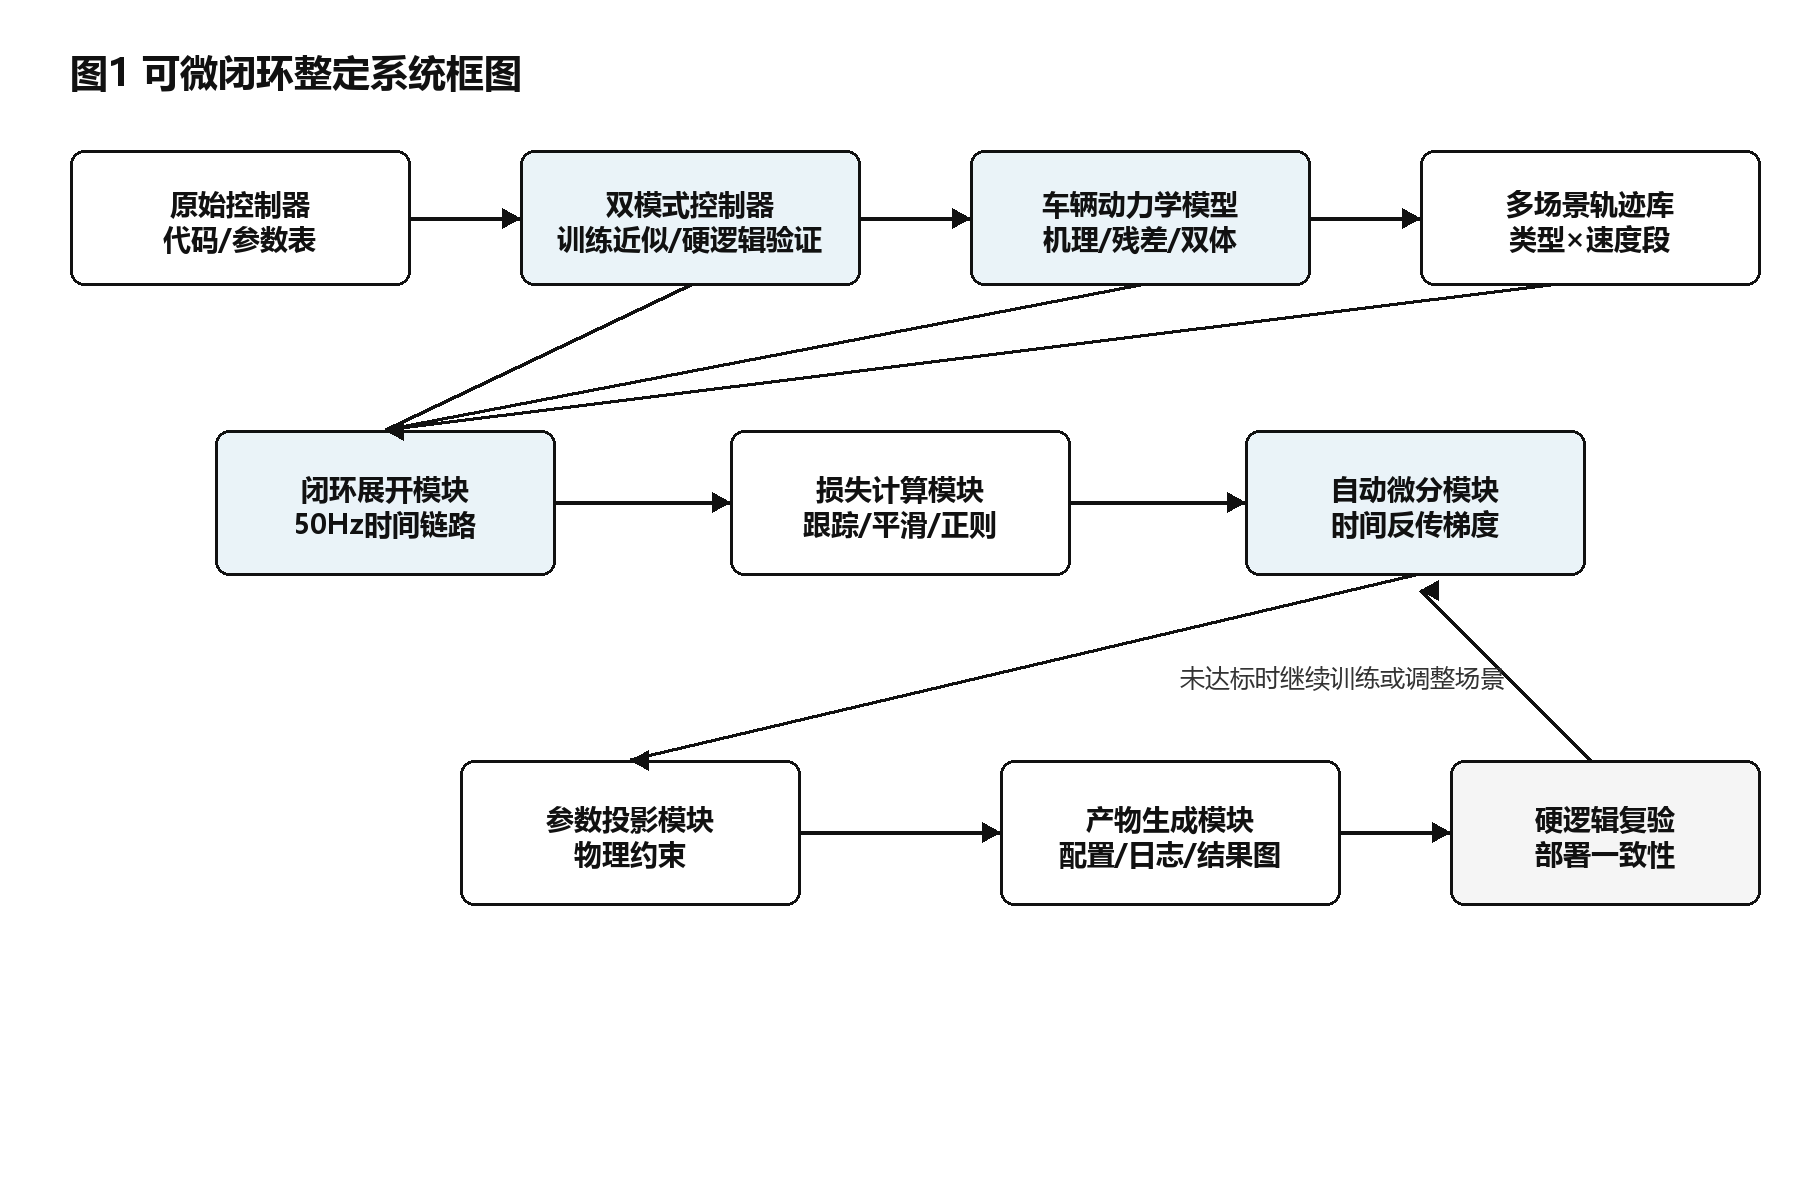 图1 可微闭环整定系统框图
原始控制器
代码/参数表
双模式控制器
训练近似/硬逻辑验证
车辆动力学模型
机理/残差/双体
多场景轨迹库
类型×速度段
闭环展开模块
50Hz时间链路
损失计算模块
跟踪/平滑/正则
自动微分模块
时间反传梯度
未达标时继续训练或调整场景
参数投影模块
物理约束
产物生成模块
配置/日志/结果图
硬逻辑复验
部署一致性